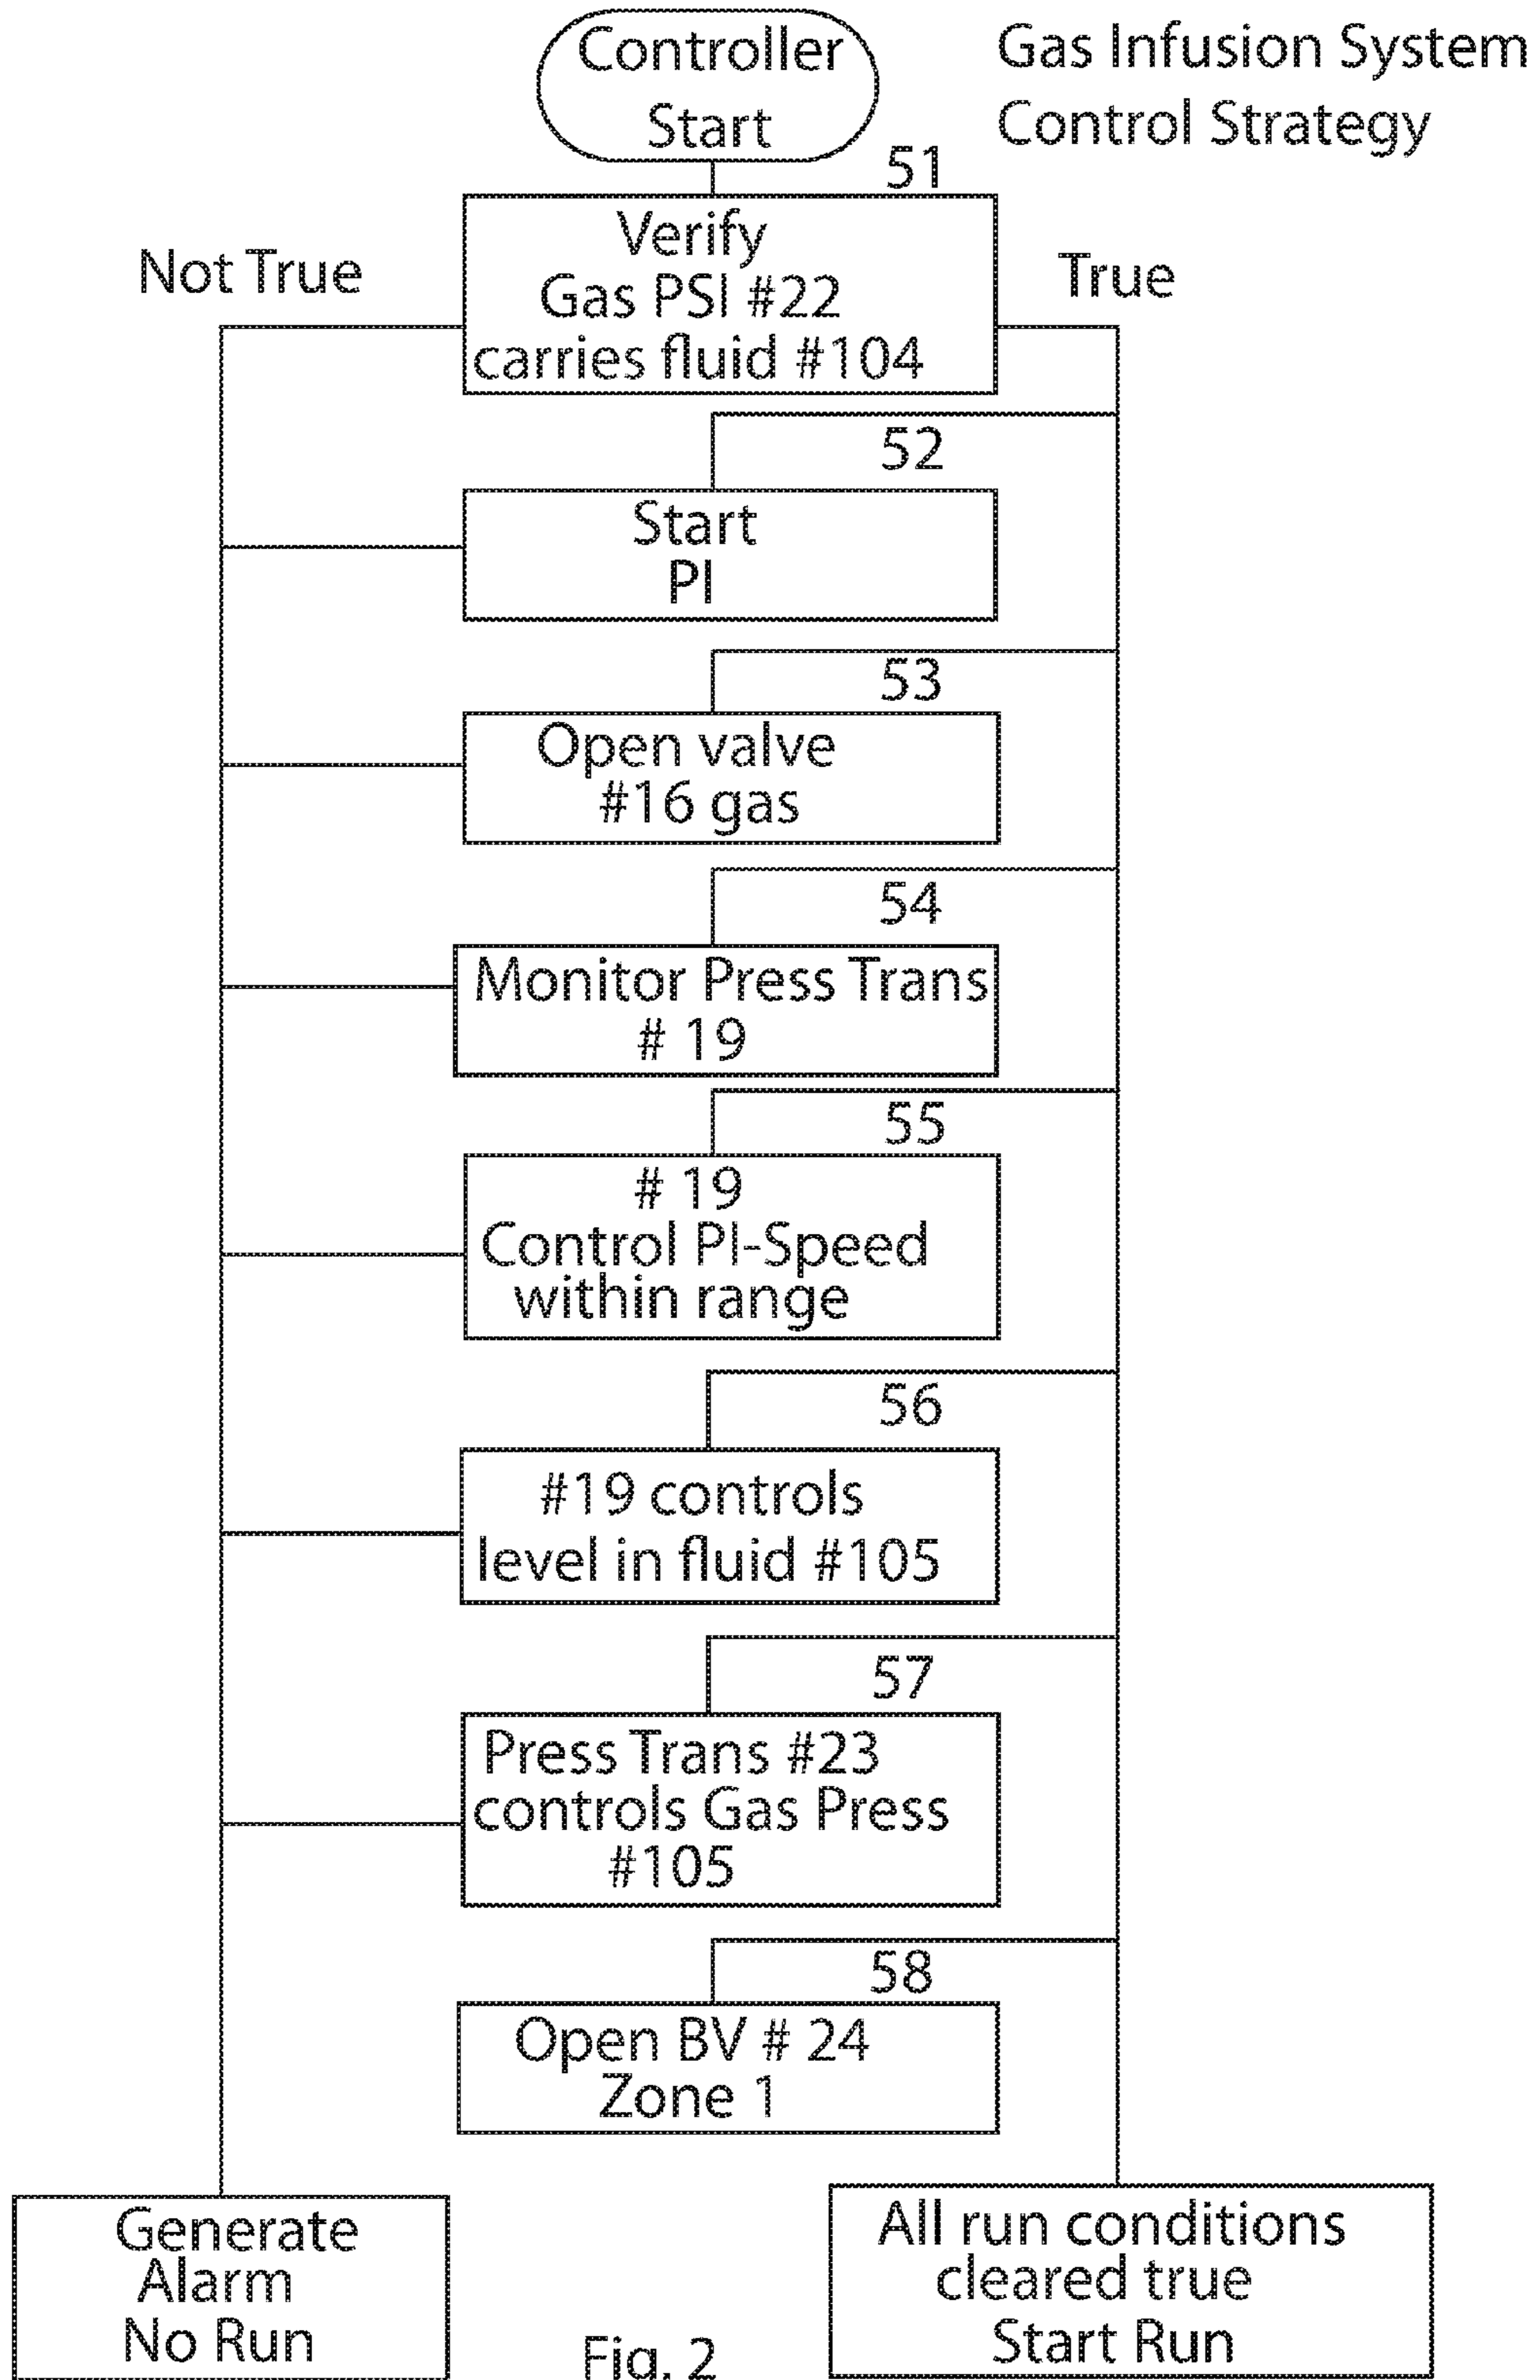 Controller
Start
Gas Infusion System
Control Strategy
51
Verify
Gas PSI #22
carries fluid #104
Not True
True
52
Start
PI
53
Open valve
#16 gas
54
Monitor Press Trans
# 19
55
# 19
Control PI-Speed
within range
56
#19 controls
level in fluid #105
57
Press Trans #23
controls Gas Press
#105
58
Open BV # 24
Zone 1
Generate
Alarm
No Run
All run conditions
cleared true
Start Run
Fig. 2